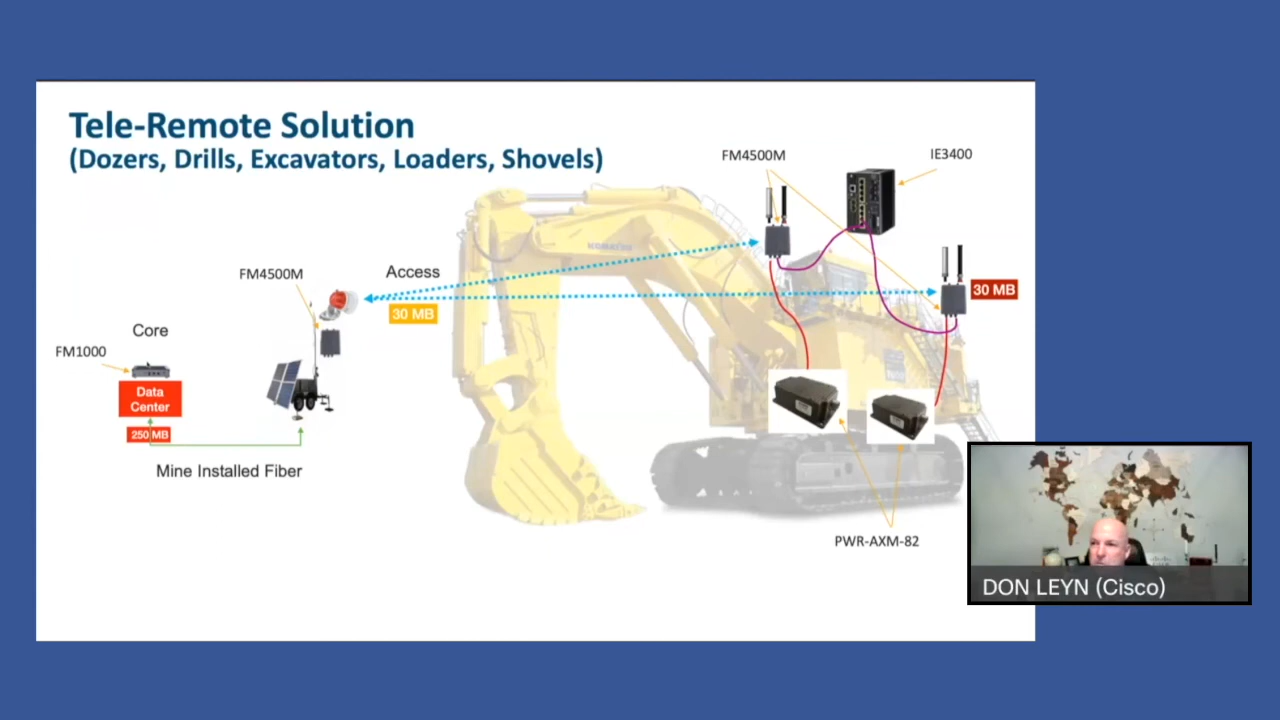 Tele-Remote Solution
(Dozers, Drills, Excavators, Loaders, Shovels)
FM4500M
IE3400
FM4500M
Access
30 MB
30 MB
KOMATSU
Core
FM1000
Data
Center
250 MB
Mine Installed Fiber
PWR-AXM-82
DON LEYN (Cisco)